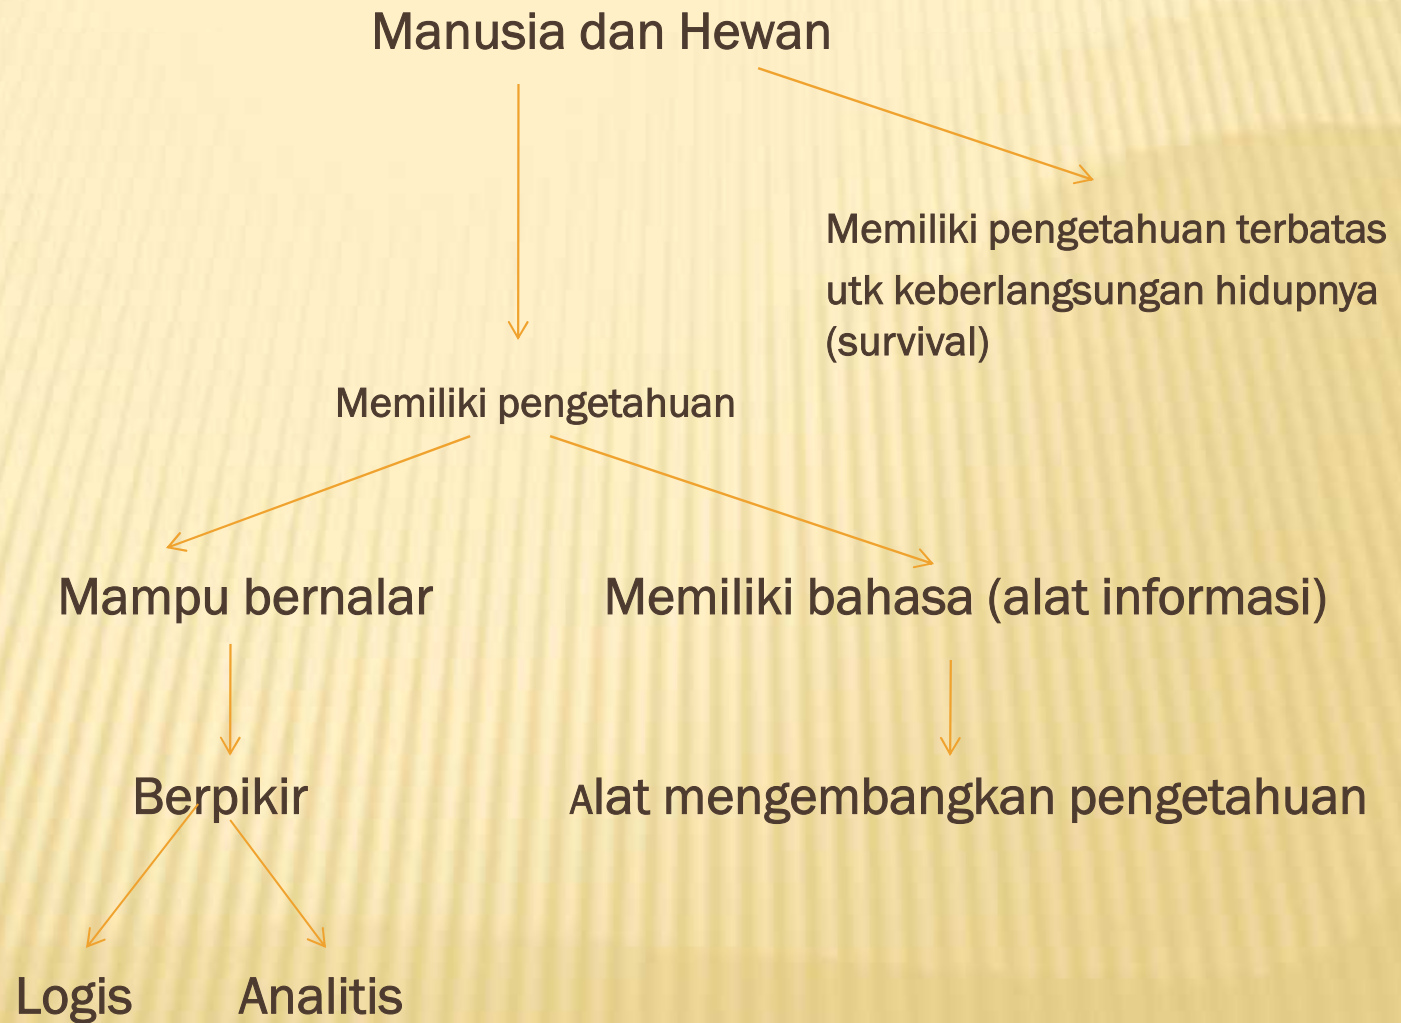 Manusia dan Hewan
Memiliki pengetahuan terbatas
utk keberlangsungan hidupnya
(survival)
Memiliki pengetahuan
Mampu bernalar
Memiliki bahasa (alat informasi)
Berpikir
Alat mengembangkan pengetahuan
Logis
Analitis